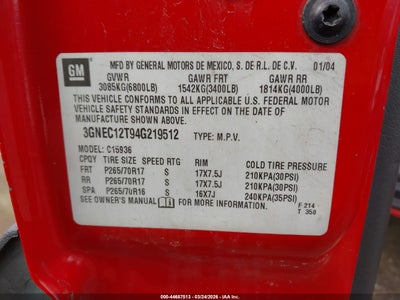 GM
MFD BY GENERAL MOTORS DE MEXICO, S. DE R.L. DE C.V. 01/04
GVWR GAWR FRT GAWR RR
3085KG(6800LB) 1542KG(3400LB) 1814KG(4000LB)
THIS VEHICLE CONFORMS TO ALL APPLICABLE U.S. FEDERAL MOTOR
VEHICLE SAFETY STANDARDS IN EFFECT ON THE DATE OF
MANUFACTURE SHOWN ABOVE.
3GNEC12T94G219512 TYPE: M.P.V.
MODEL: C15936
CPQY TIRE SIZE SPEED RTG RIM COLD TIRE PRESSURE
FRT P265/70R17 S 17X7.5J 210KPA(30PSI)
RR P265/70R17 S 17X7.5J 210KPA(30PSI)
SPA P265/70R16 S 16X7J 240KPA(35PSI)
SEE OWNER'S MANUAL FOR MORE INFORMATION.
F 214
T 350
000-44687013 - 03/24/2026 - www.iaai.com